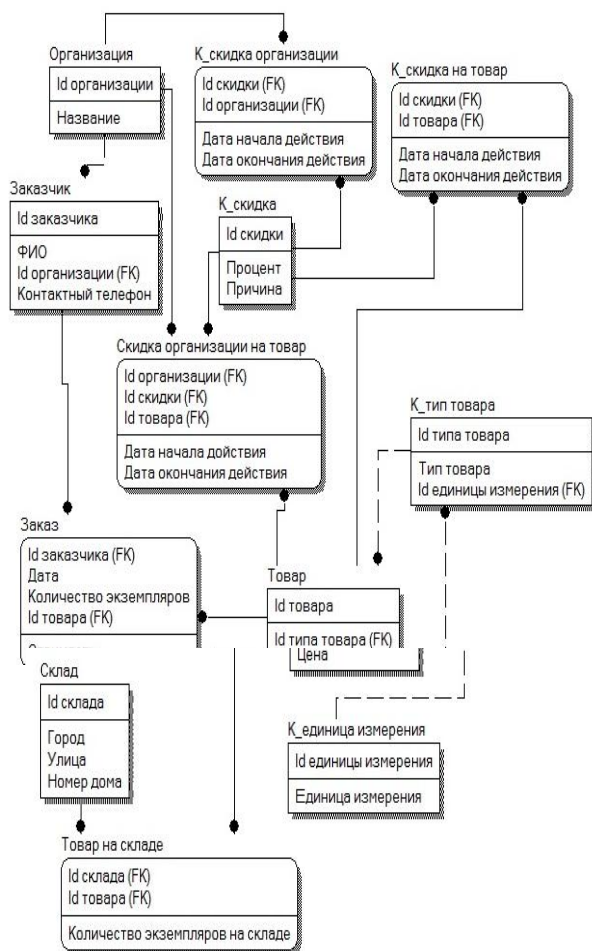 Организация
Id организации
Название
К_скидка организации
Id скидки (FK)
Id организации (FK)
Дата начала действия
Дата окончания действия
К_скидка на товар
Id скидки (FK)
Id товара (FK)
Дата начала действия
Дата окончания действия
Заказчик
Id заказчика
ФИО
Id организации (FK)
Контактный телефон
К_скидка
Id скидки
Процент
Причина
Скидка организации на товар
Id организации (FK)
Id скидки (FK)
Id товара (FK)
Дата начала дойствия
Дата окончания действия
К_тип товара
Id типа товара
Тип товара
Id единицы измерения (FK)
Заказ
Id заказчика (FK)
Дата
Количество экземпляров
Id товара (FK)
Товар
Id товара
Id типа товара (FK)
Цена
Склад
Id склада
Город
Улица
Номер дома
К_единица измерения
Id единицы измерения
Единица измерения
Товар на складе
Id склада (FK)
Id товара (FK)
Количество экземпляров на складе